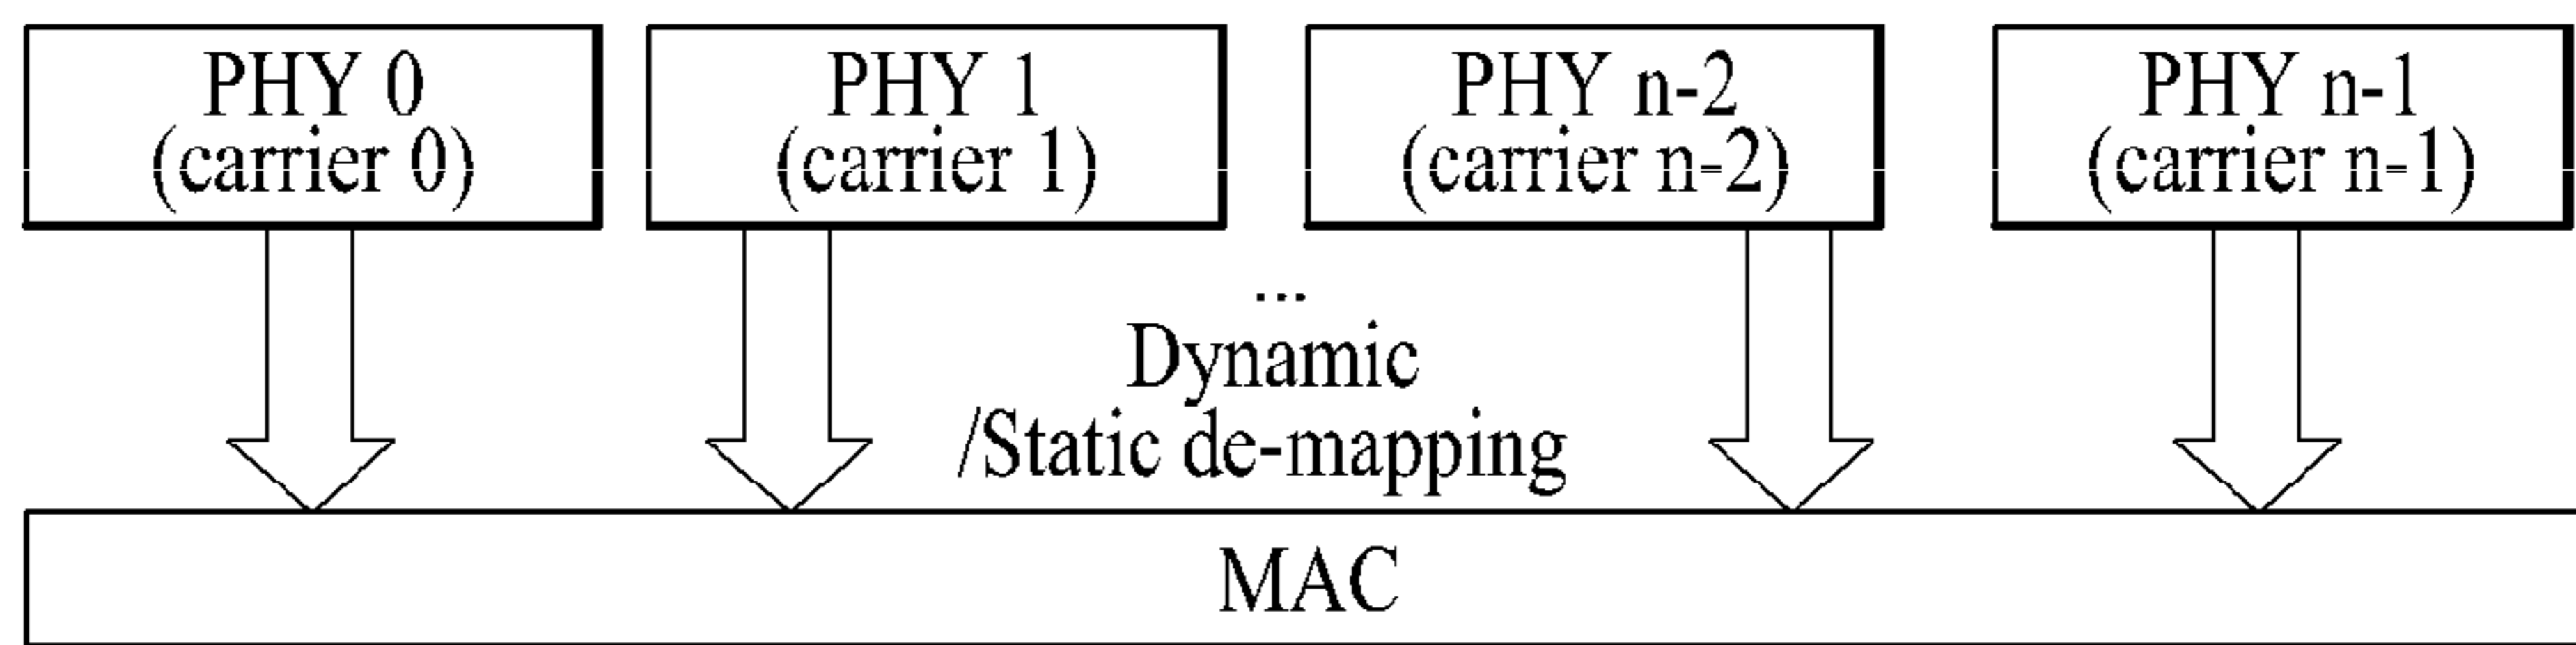 PHY 0
(carrier 0)
PHY 1
(carrier 1)
PHY n-2
(carrier n-2)
PHY n-1
(carrier n-1)
...
Dynamic
/Static de-mapping
MAC